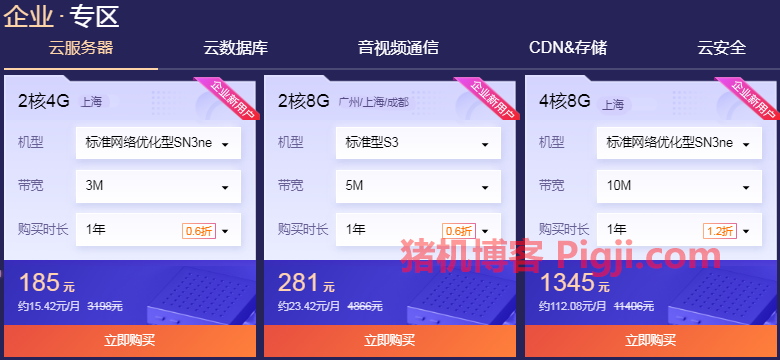 企业·专区
云服务器 云数据库 音视频通信 CDN&存储 云安全
2核4G 上海 企业新用户
机型 标准网络优化型SN3ne
带宽 3M
购买时长 1年 0.6折
185元
约15.42元/月 3198元
立即购买
2核8G 广州/上海/成都 企业新用户
机型 标准型S3
带宽 5M
购买时长 1年 0.6折
281元
约23.42元/月 4866元
立即购买
4核8G 上海 企业新用户
机型 标准网络优化型SN3ne
带宽 10M
购买时长 1年 1.2折
1345元
约112.08元/月 11406元
立即购买
猪机博客 Pigji.com